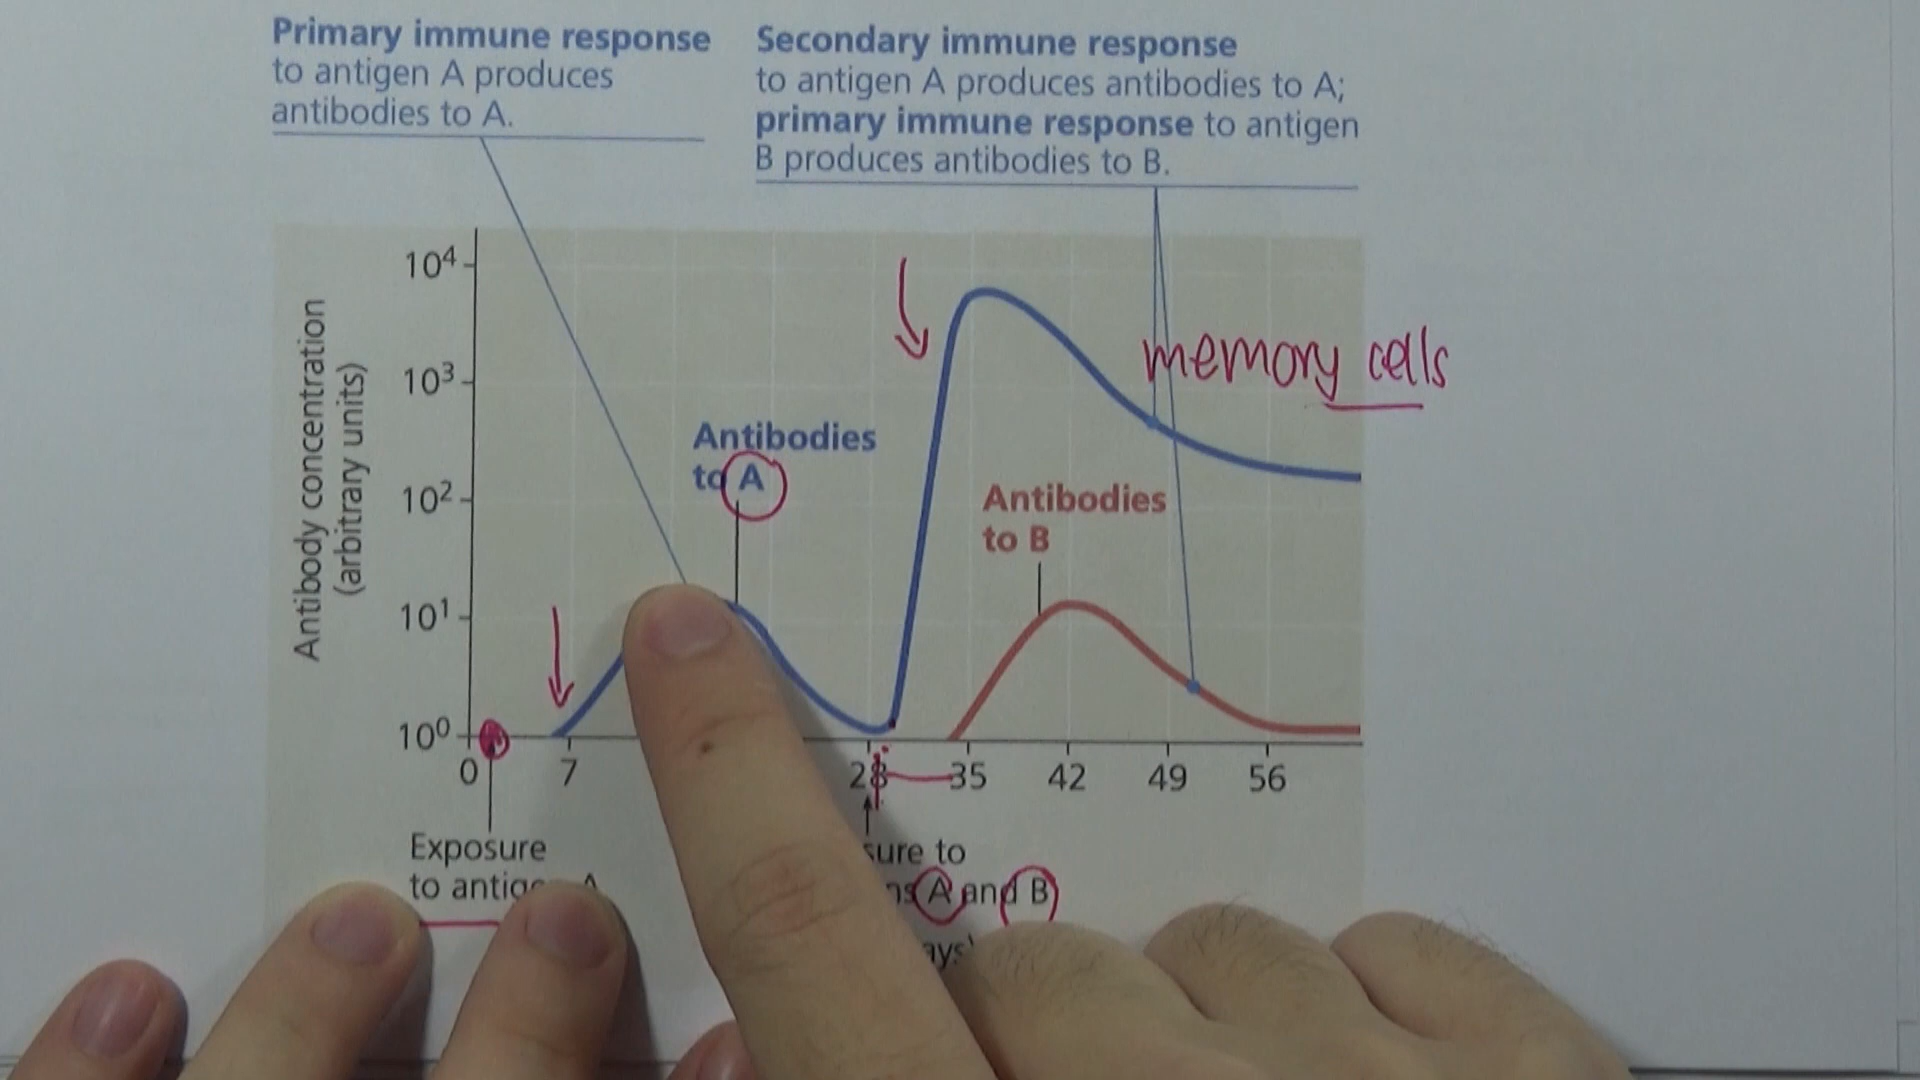 Primary immune response
to antigen A produces
antibodies to A.
Secondary immune response
to antigen A produces antibodies to A;
primary immune response to antigen
B produces antibodies to B.
Antibody concentration
(arbitrary units)
10⁴
10³
10²
10¹
10⁰
Antibodies
to A
Antibodies
to B
memory cells
0 7 28 35 42 49 56
Exposure
to
sure to
A and B